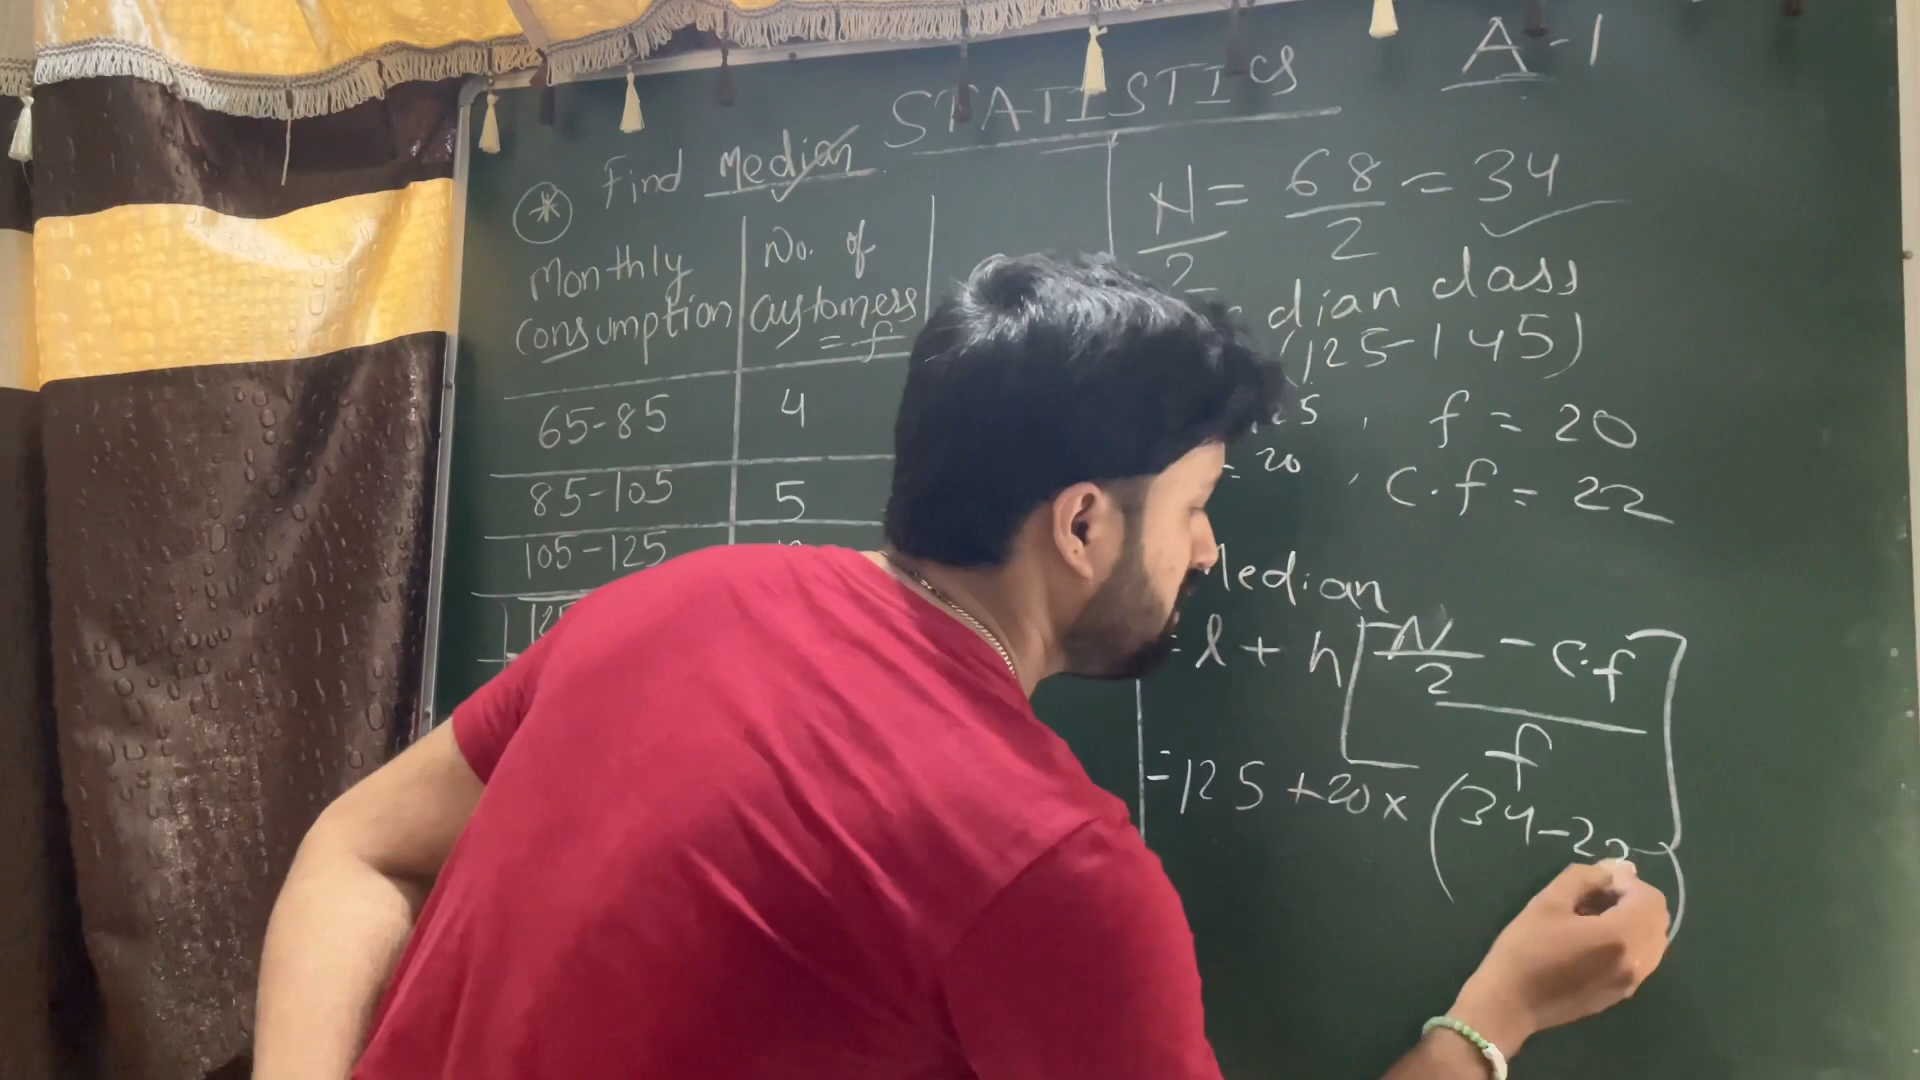 STATISTICS
A-1
* Find Median
Monthly consumption | No. of customers = f
65-85 | 4
85-105 | 5
105-125
N/2 = 68/2 = 34
dian class
(125-145)
, f = 20
= 20 , c.f = 22
Median
l + h [N/2 - c.f / f]
= 125 + 20 x (34-22)